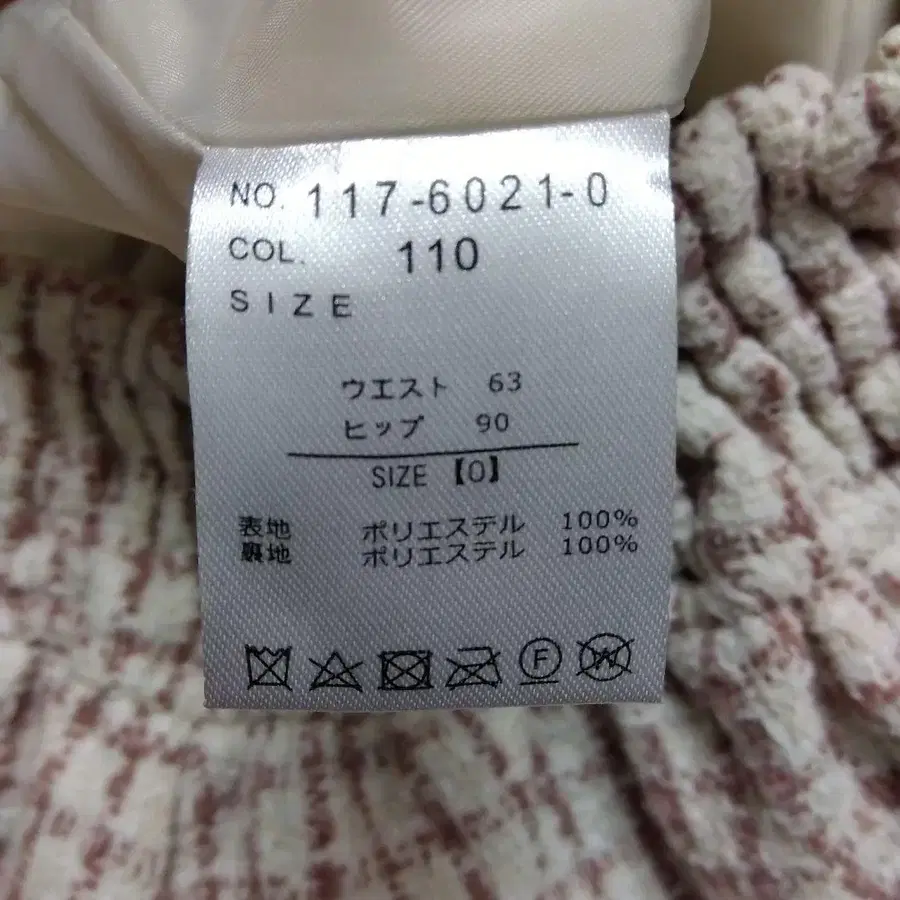 NO. 117-6021-0
COL. 110
SIZE
ウエスト 63
ヒップ 90
SIZE 【0】
表地 ポリエステル 100%
裏地 ポリエステル 100%
F W